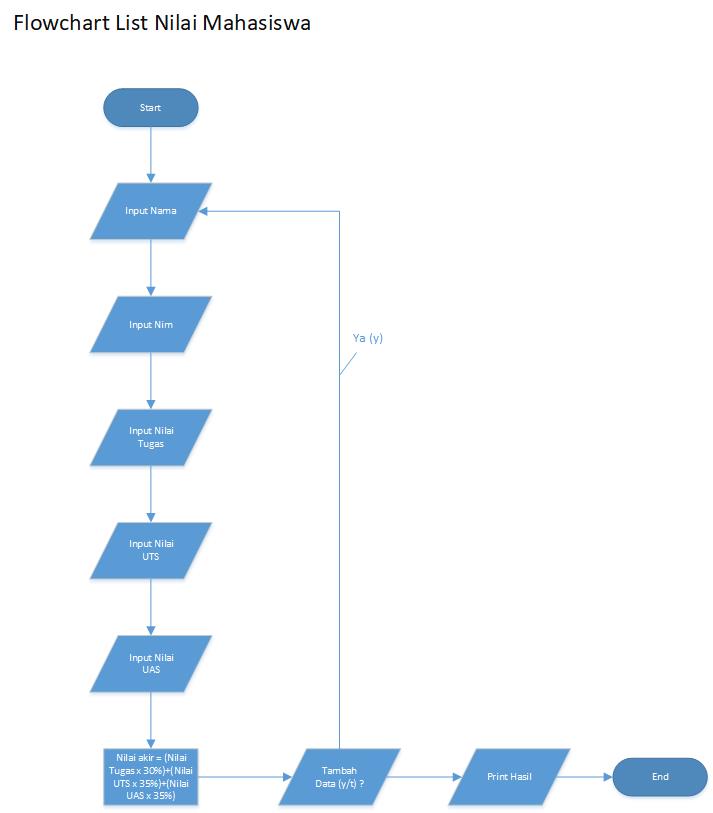 Flowchart List Nilai Mahasiswa
Start
Input Nama
Input Nim
Ya (y)
Input Nilai
Tugas
Input Nilai
UTS
Input Nilai
UAS
Nilai akir = (Nilai
Tugas x 30%)+(Nilai
UTS x 35%)+(Nilai
UAS x 35%)
Tambah
Data (y/t) ?
Print Hasil
End